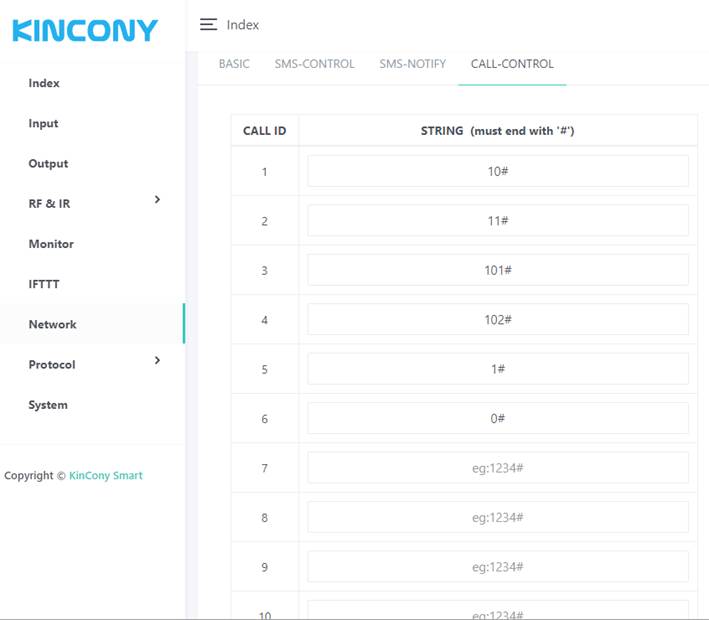 KINCONY
Index
Input
Output
RF & IR
Monitor
IFTTT
Network
Protocol
System
Copyright © KinCony Smart
Index
BASIC SMS-CONTROL SMS-NOTIFY CALL-CONTROL
CALL ID STRING (must end with '#')
1 10#
2 11#
3 101#
4 102#
5 1#
6 0#
7 eg:1234#
8 eg:1234#
9 eg:1234#
10 eg:1234#